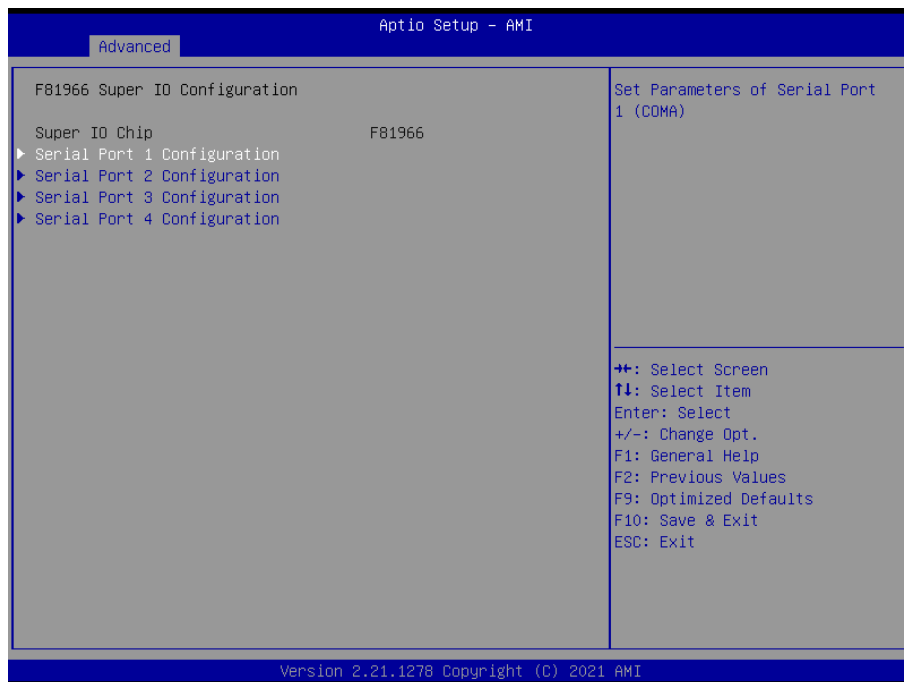 Aptio Setup – AMI
Advanced
F81966 Super IO Configuration
Super IO Chip F81966
Serial Port 1 Configuration
Serial Port 2 Configuration
Serial Port 3 Configuration
Serial Port 4 Configuration
Set Parameters of Serial Port
1 (COMA)
→←: Select Screen
↑↓: Select Item
Enter: Select
+/-: Change Opt.
F1: General Help
F2: Previous Values
F9: Optimized Defaults
F10: Save & Exit
ESC: Exit
Version 2.21.1278 Copyright (C) 2021 AMI